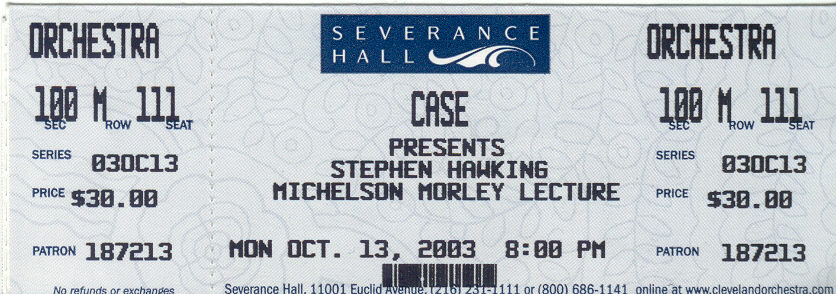 ORCHESTRA
100 M 111
SEC ROW SEAT
SERIES 03OC13
PRICE $30.00
PATRON 187213
No refunds or exchanges
SEVERANCE
HALL
CASE
PRESENTS
STEPHEN HAWKING
MICHELSON MORLEY LECTURE
MON OCT. 13, 2003 8:00 PM
Severance Hall, 11001 Euclid Avenue, (216) 231-1111 or (800) 686-1141 online at www.clevelandorchestra.com
ORCHESTRA
100 M 111
SEC ROW SEAT
SERIES 03OC13
PRICE $30.00
PATRON 187213